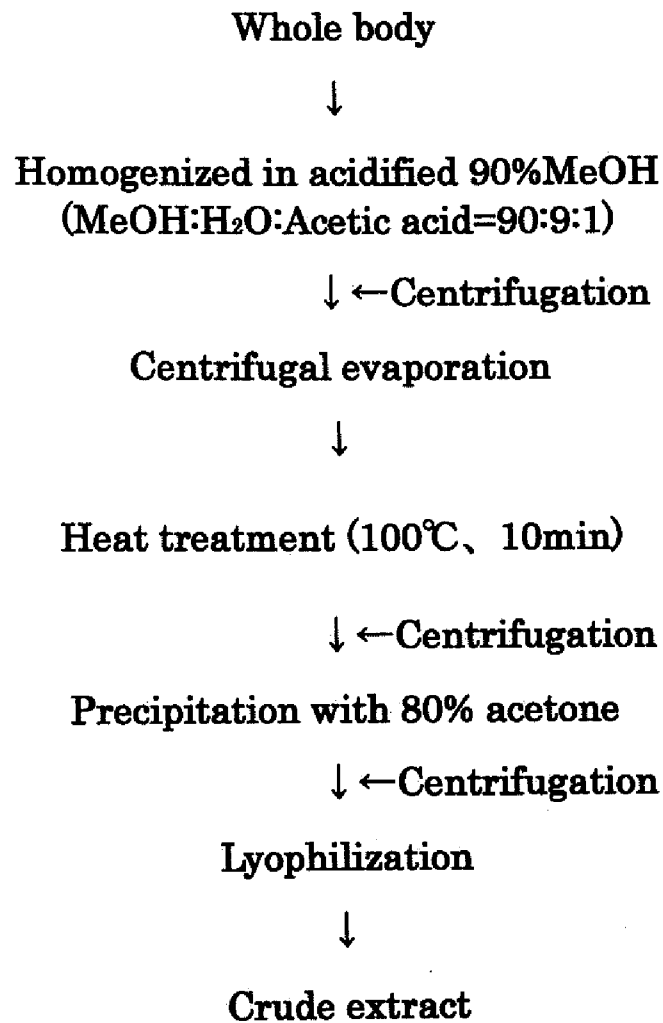 Whole body
↓
Homogenized in acidified 90%MeOH
(MeOH:H₂O:Acetic acid=90:9:1)
↓ ←Centrifugation
Centrifugal evaporation
↓
Heat treatment (100℃、 10min)
↓ ←Centrifugation
Precipitation with 80% acetone
↓ ←Centrifugation
Lyophilization
↓
Crude extract